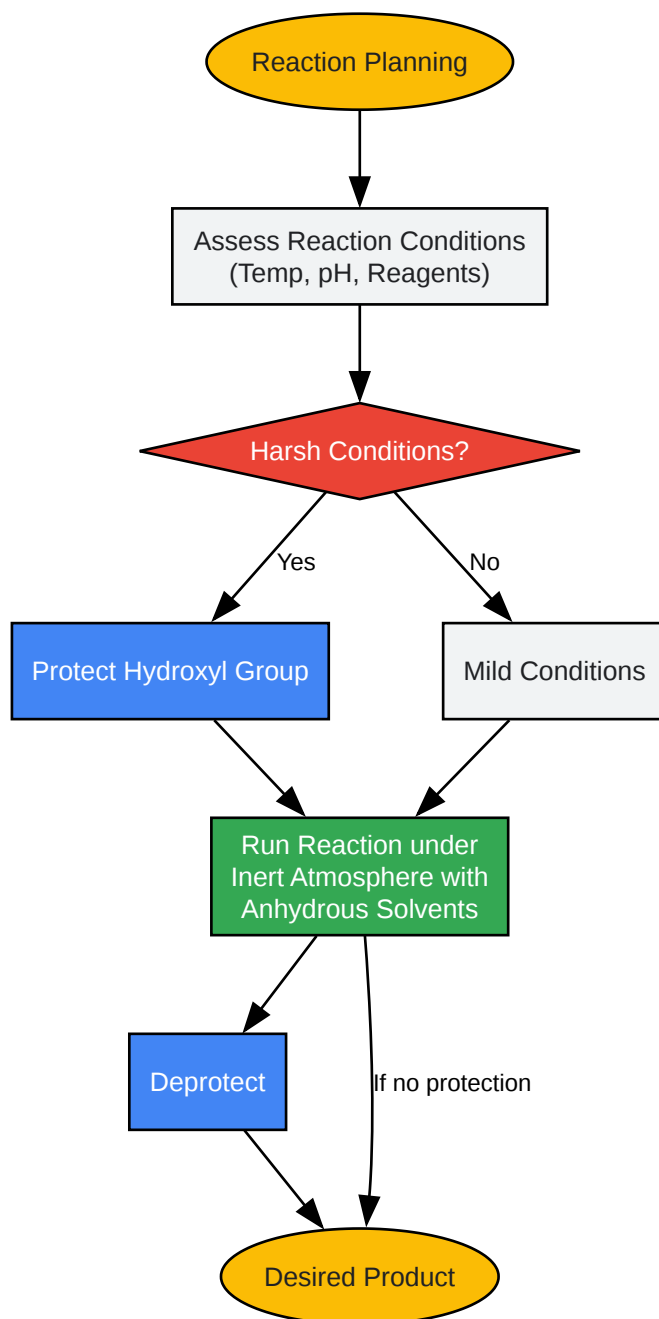 Reaction Planning
Assess Reaction Conditions
(Temp, pH, Reagents)
Harsh Conditions?
Yes
No
Protect Hydroxyl Group
Mild Conditions
Run Reaction under
Inert Atmosphere with
Anhydrous Solvents
Deprotect
If no protection
Desired Product